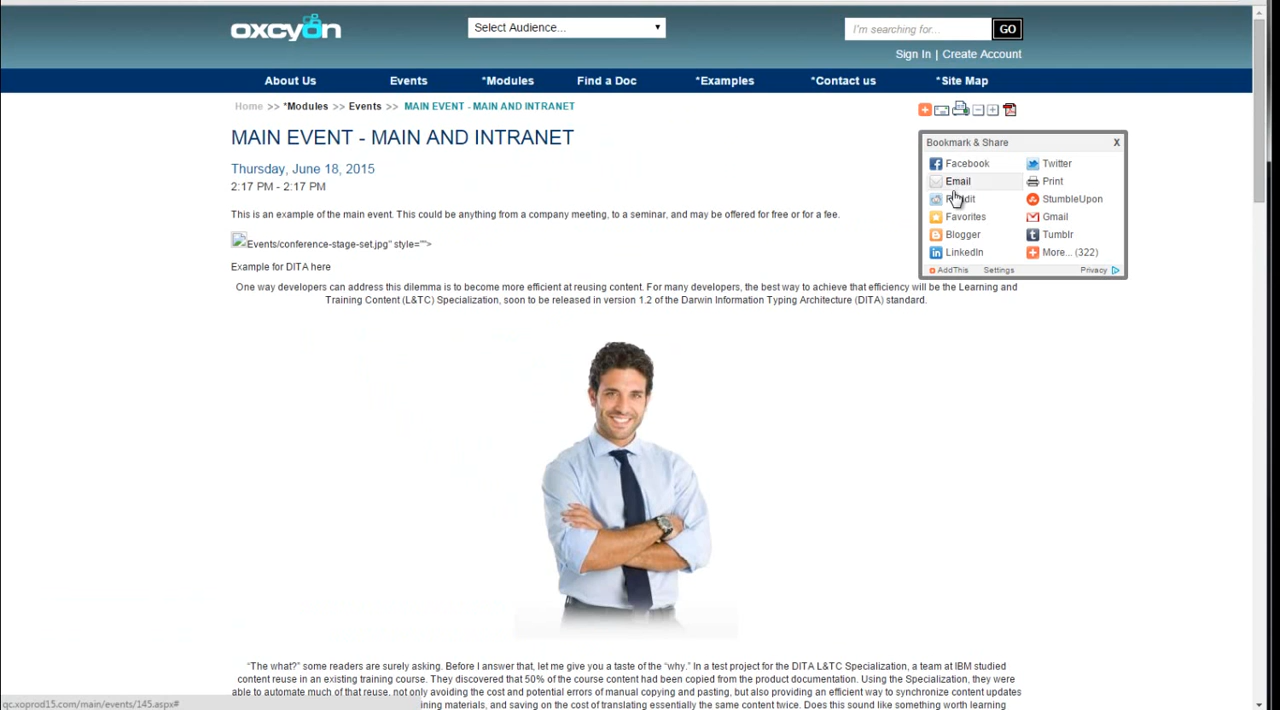 oxcyon
Select Audience...
I'm searching for...
GO
Sign In | Create Account
About Us
Events
*Modules
Find a Doc
*Examples
*Contact us
*Site Map
Home >> *Modules >> Events >> MAIN EVENT - MAIN AND INTRANET
MAIN EVENT - MAIN AND INTRANET
Thursday, June 18, 2015
2:17 PM - 2:17 PM
This is an example of the main event. This could be anything from a company meeting, to a seminar, and may be offered for free or for a fee.
Events/conference-stage-set.jpg" style="">
Example for DITA here
One way developers can address this dilemma is to become more efficient at reusing content. For many developers, the best way to achieve that efficiency will be the Learning and
Training Content (L&TC) Specialization, soon to be released in version 1.2 of the Darwin Information Typing Architecture (DITA) standard.
Bookmark & Share
X
Facebook
Twitter
Email
Print
StumbleUpon
Favorites
Gmail
Blogger
Tumblr
LinkedIn
More... (322)
AddThis
Settings
Privacy
"The what?" some readers are surely asking. Before I answer that, let me give you a taste of the "why." In a test project for the DITA L&TC Specialization, a team at IBM studied
content reuse in an existing training course. They discovered that 50% of the course content had been copied from the product documentation. Using the Specialization, they were
able to automate much of that reuse, not only avoiding the cost and potential errors of manual copying and pasting, but also providing an efficient way to synchronize content updates
ining materials, and saving on the cost of translating essentially the same content twice. Does this sound like something worth learning
qc.xoprod15.com/main/events/145.aspx#